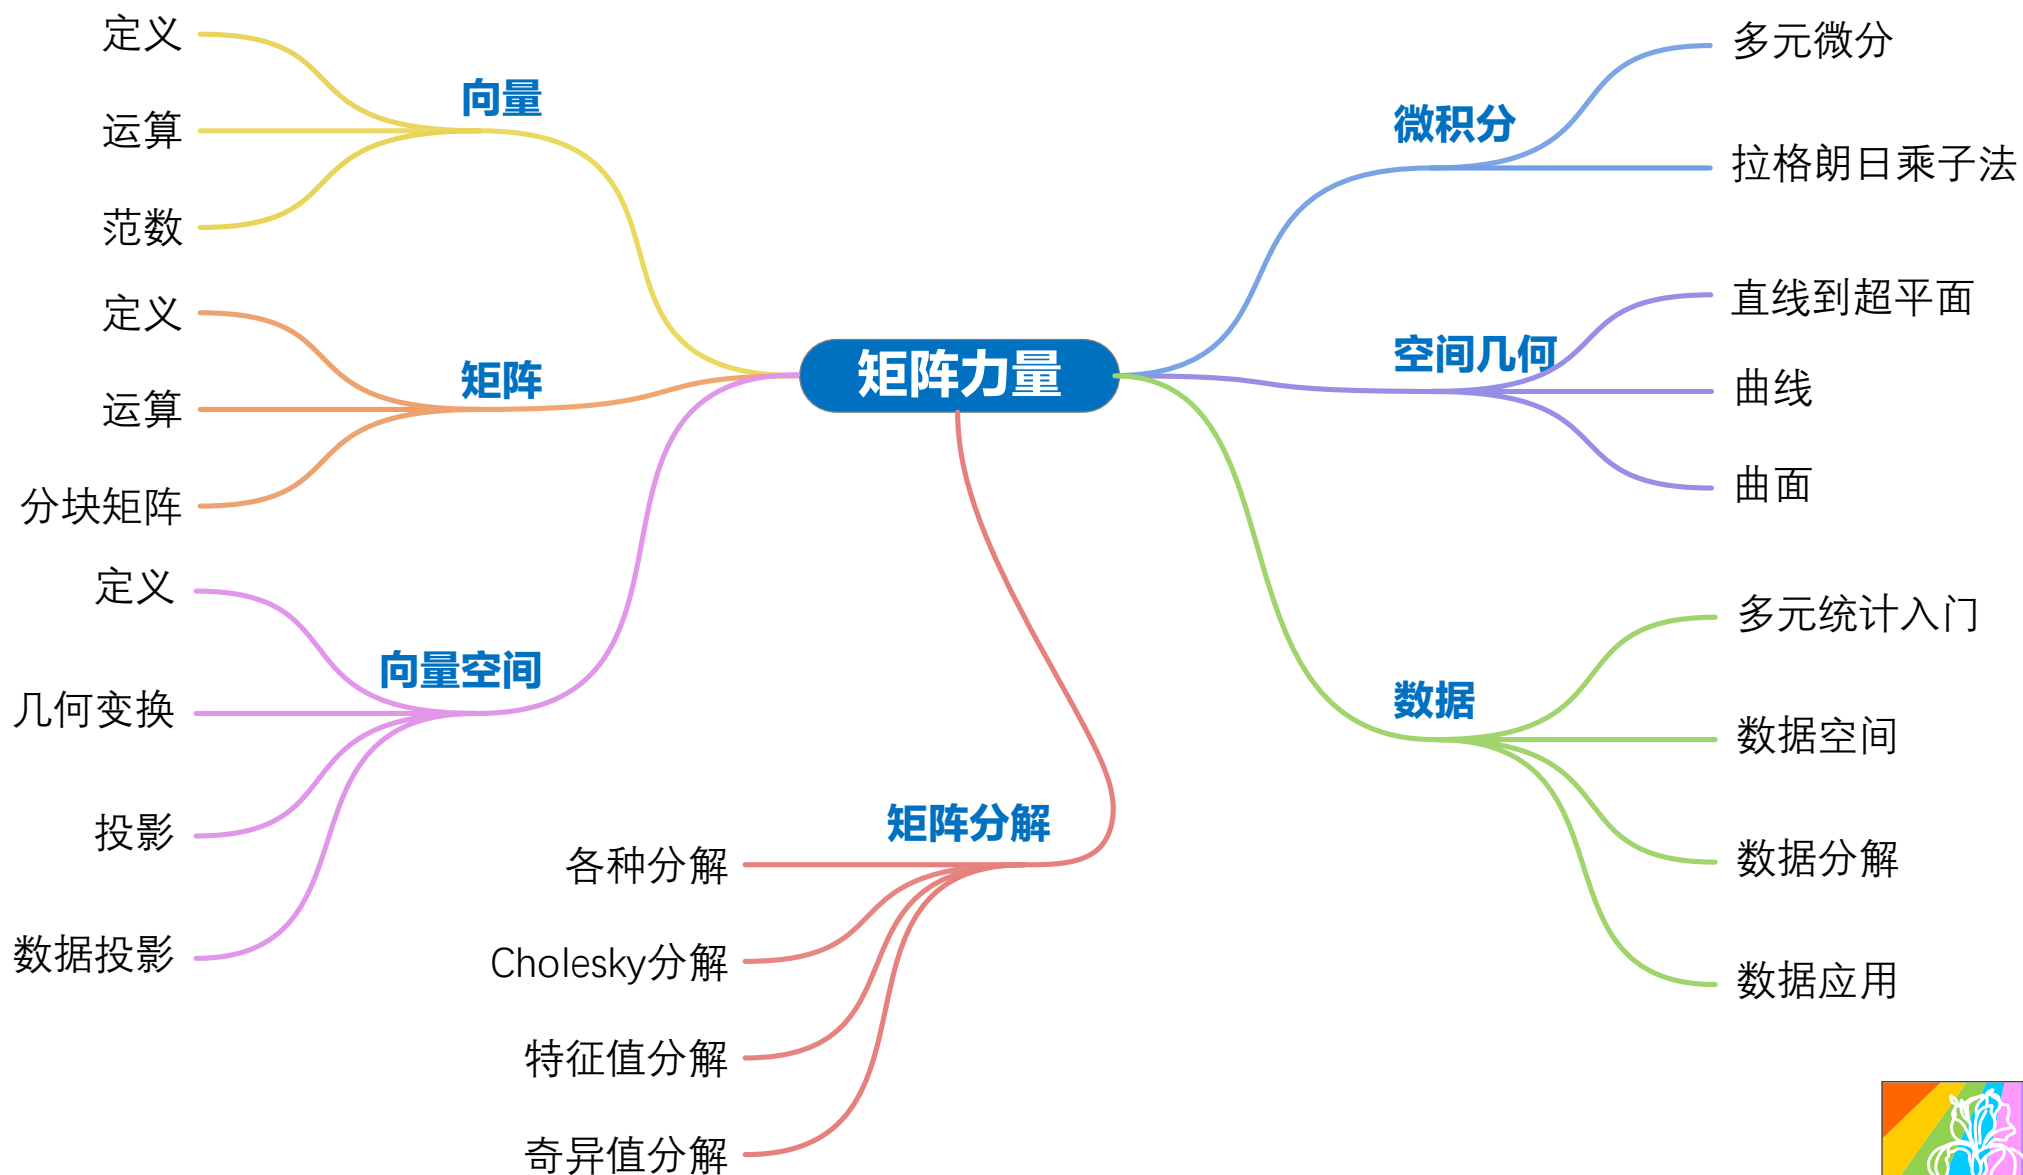 矩阵力量
向量
定义
运算
范数
矩阵
定义
运算
分块矩阵
向量空间
定义
几何变换
投影
数据投影
矩阵分解
各种分解
Cholesky分解
特征值分解
奇异值分解
微积分
多元微分
拉格朗日乘子法
空间几何
直线到超平面
曲线
曲面
数据
多元统计入门
数据空间
数据分解
数据应用